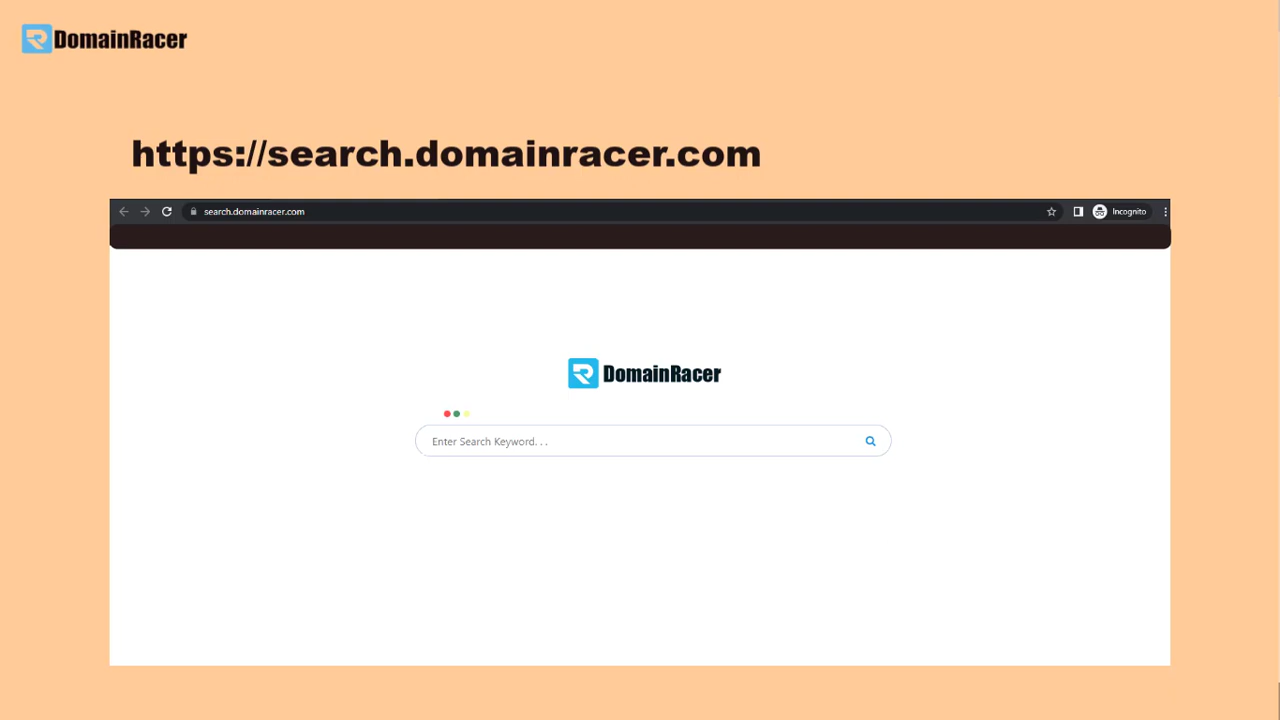 DomainRacer
https://search.domainracer.com
search.domainracer.com
Incognito
DomainRacer
Enter Search Keyword. . .